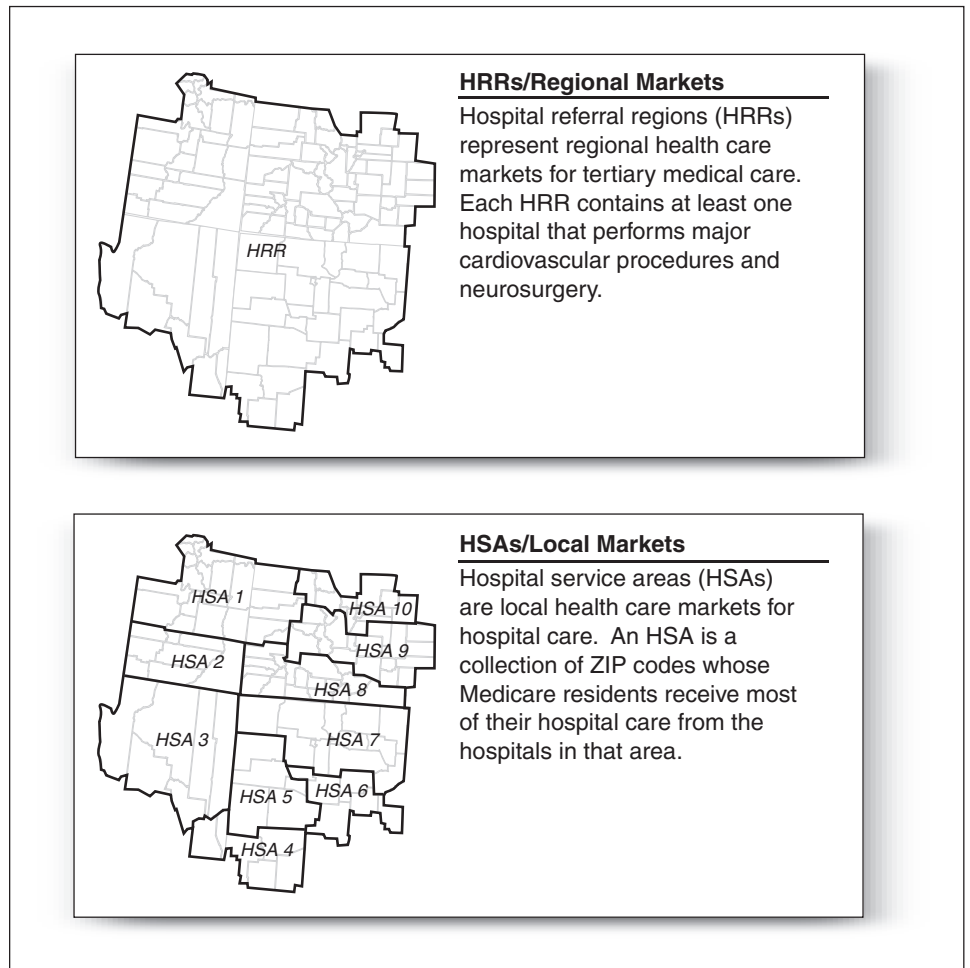 HRRs/Regional Markets
Hospital referral regions (HRRs)
represent regional health care
markets for tertiary medical care.
Each HRR contains at least one
hospital that performs major
cardiovascular procedures and
neurosurgery.
HRR
HSAs/Local Markets
Hospital service areas (HSAs)
are local health care markets for
hospital care.  An HSA is a
collection of ZIP codes whose
Medicare residents receive most
of their hospital care from the
hospitals in that area.
HSA 1
HSA 10
HSA 9
HSA 2
HSA 8
HSA 3
HSA 7
HSA 6
HSA 5
HSA 4